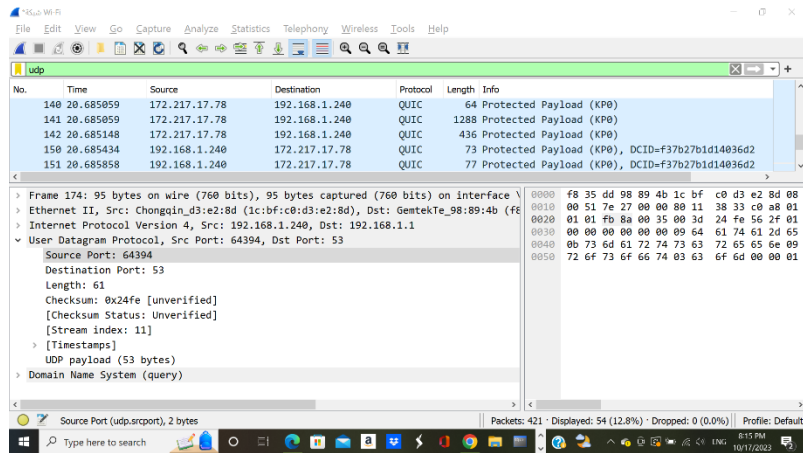 Wi-Fi
File Edit View Go Capture Analyze Statistics Telephony Wireless Tools Help
udp
No. Time Source Destination Protocol Length Info
140 20.685059 172.217.17.78 192.168.1.240 QUIC 64 Protected Payload (KP0)
141 20.685059 172.217.17.78 192.168.1.240 QUIC 1288 Protected Payload (KP0)
142 20.685148 172.217.17.78 192.168.1.240 QUIC 436 Protected Payload (KP0)
150 20.685434 192.168.1.240 172.217.17.78 QUIC 73 Protected Payload (KP0), DCID=f37b27b1d14036d2
151 20.685858 192.168.1.240 172.217.17.78 QUIC 77 Protected Payload (KP0), DCID=f37b27b1d14036d2
Frame 174: 95 bytes on wire (760 bits), 95 bytes captured (760 bits) on interface \
Ethernet II, Src: Chongqin_d3:e2:8d (1c:bf:c0:d3:e2:8d), Dst: GemtekTe_98:89:4b (f8
Internet Protocol Version 4, Src: 192.168.1.240, Dst: 192.168.1.1
User Datagram Protocol, Src Port: 64394, Dst Port: 53
Source Port: 64394
Destination Port: 53
Length: 61
Checksum: 0x24fe [unverified]
[Checksum Status: Unverified]
[Stream index: 11]
[Timestamps]
UDP payload (53 bytes)
Domain Name System (query)
0000 f8 35 dd 98 89 4b 1c bf c0 d3 e2 8d 08
0010 00 51 7e 27 00 00 80 11 38 33 c0 a8 01
0020 01 01 fb 8a 00 35 00 3d 24 fe 56 2f 01
0030 00 00 00 00 00 00 09 64 61 74 61 2d 65
0040 0b 73 6d 61 72 74 73 63 72 65 65 6e 09
0050 72 6f 73 6f 66 74 03 63 6f 6d 00 00 01
Source Port (udp.srcport), 2 bytes
Packets: 421 · Displayed: 54 (12.8%) · Dropped: 0 (0.0%)
Profile: Default
Type here to search
ENG
8:15 PM
10/17/2023